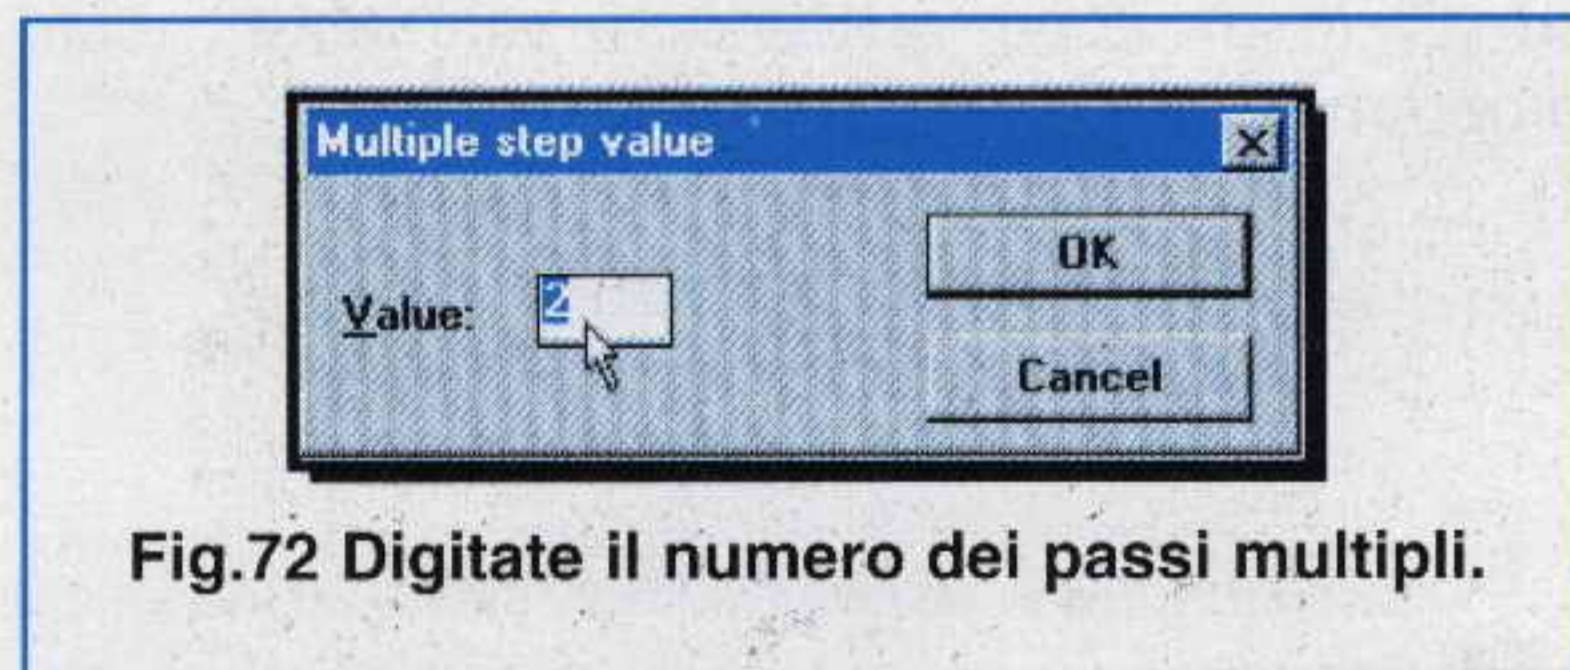 Multiple step value
OK
Value: 2
Cancel
Fig.72 Digitate il numero dei passi multipli.